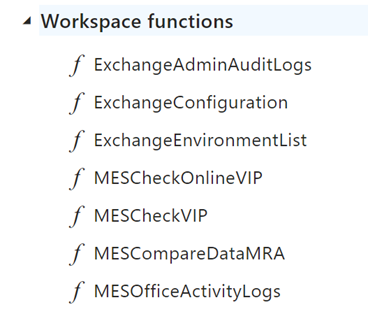 Workspace functions
f ExchangeAdminAuditLogs
f ExchangeConfiguration
f ExchangeEnvironmentList
f MESCheckOnlineVIP
f MESCheckVIP
f MESCompareDataMRA
f MESOfficeActivityLogs